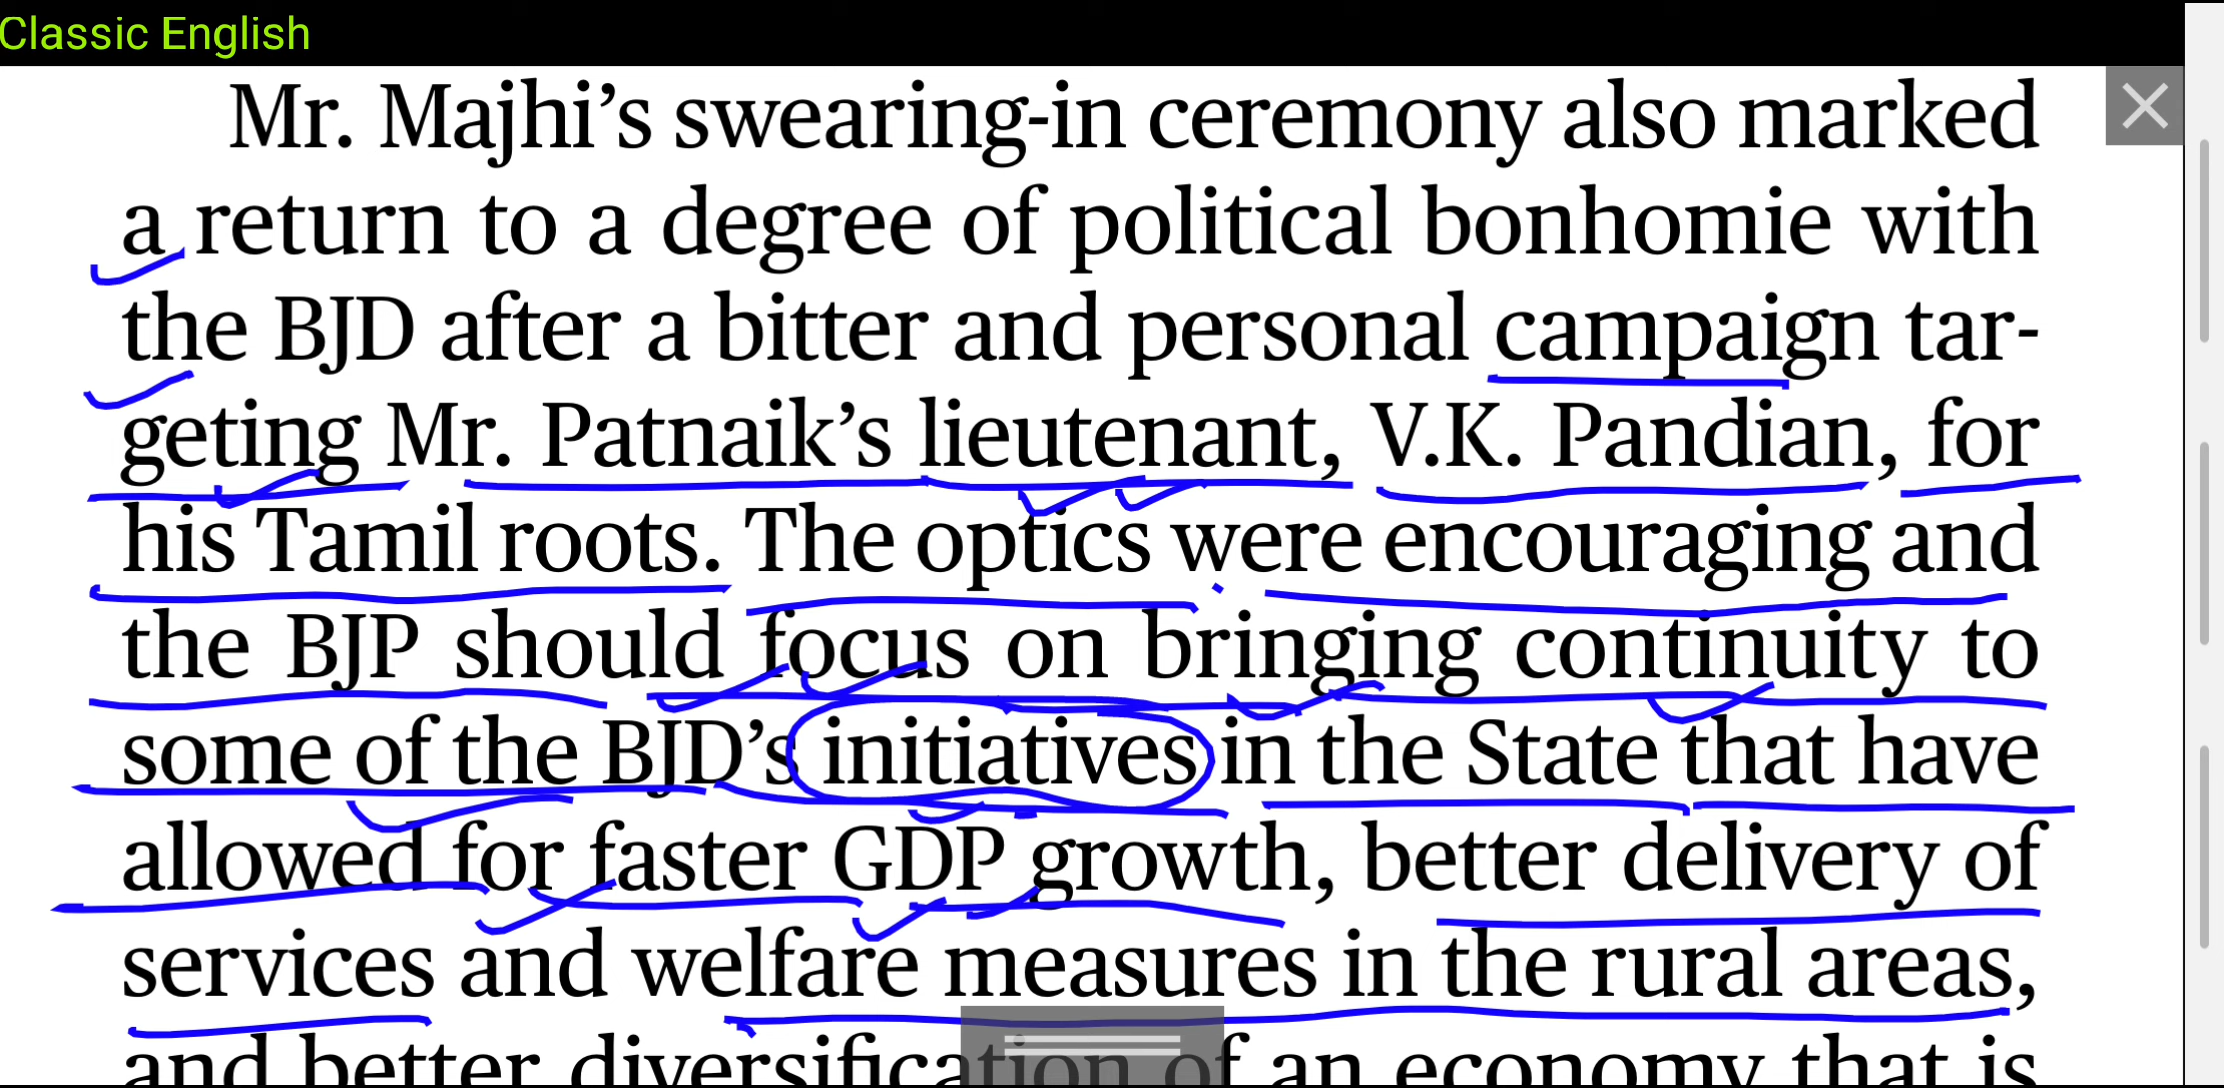 Classic English
Mr. Majhi’s swearing-in ceremony also marked
a return to a degree of political bonhomie with
the BJD after a bitter and personal campaign tar-
geting Mr. Patnaik’s lieutenant, V.K. Pandian, for
his Tamil roots. The optics were encouraging and
the BJP should focus on bringing continuity to
some of the BJD’s initiatives in the State that have
allowed for faster GDP growth, better delivery of
services and welfare measures in the rural areas,
and better diversification of an economy that is